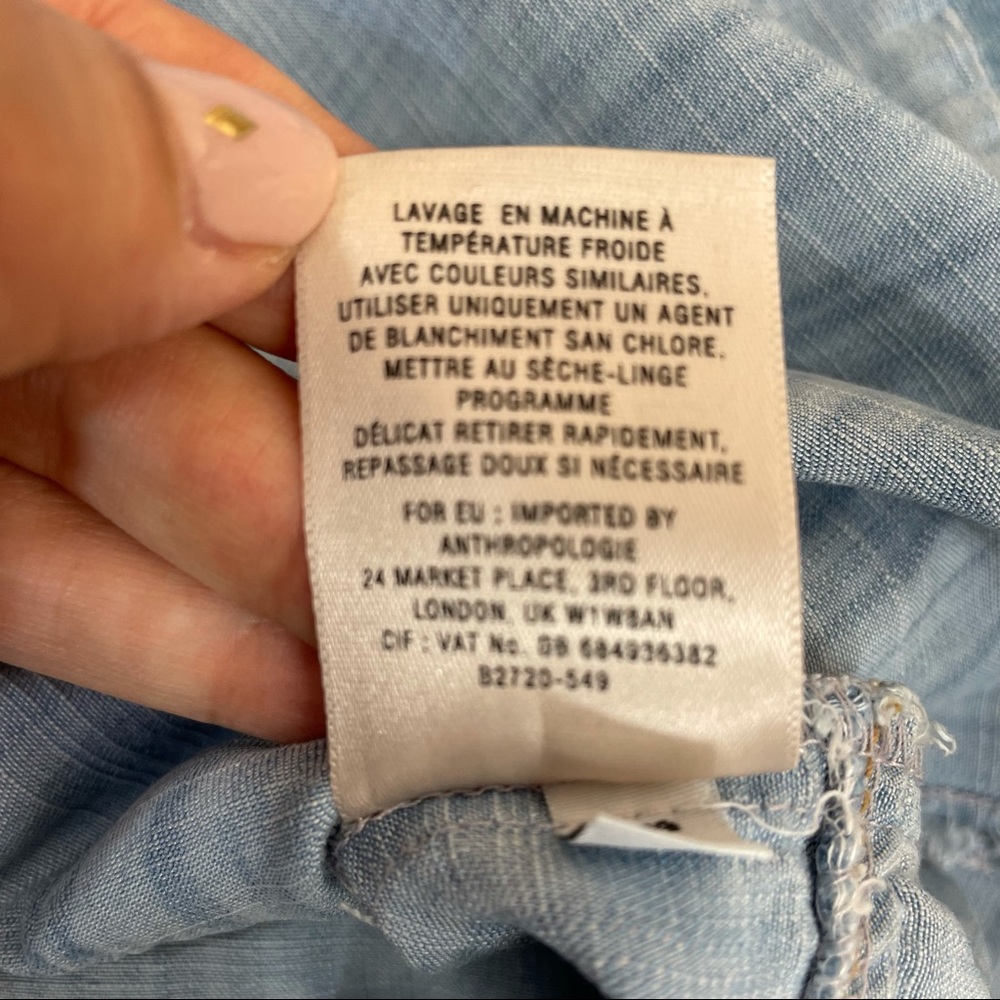 LAVAGE EN MACHINE À
TEMPÉRATURE FROIDE
AVEC COULEURS SIMILAIRES.
UTILISER UNIQUEMENT UN AGENT
DE BLANCHIMENT SAN CHLORE.
METTRE AU SÈCHE-LINGE
PROGRAMME
DÉLICAT RETIRER RAPIDEMENT.
REPASSAGE DOUX SI NÉCESSAIRE
FOR EU : IMPORTED BY
ANTHROPOLOGIE
24 MARKET PLACE, 3RD FLOOR,
LONDON, UK W1W8AN
CIF : VAT No. GB 684936382
B2720-549